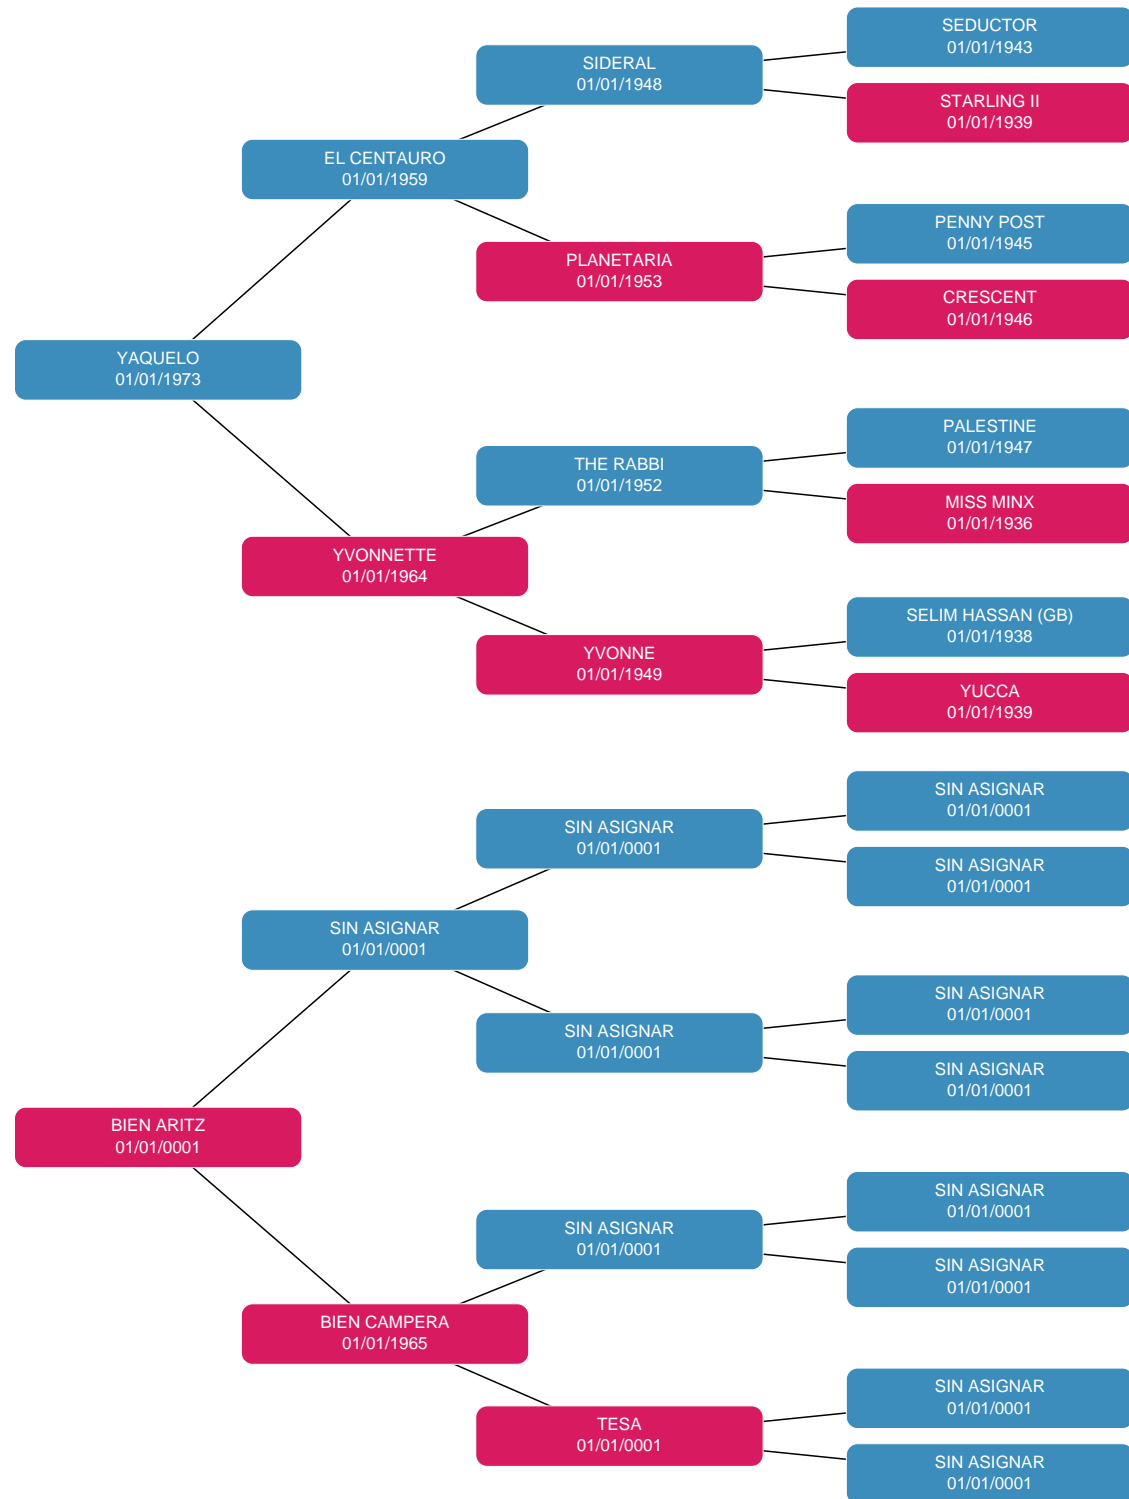 SEDUCTOR
01/01/1943
SIDERAL
01/01/1948
STARLING II
01/01/1939
EL CENTAURO
01/01/1959
PENNY POST
01/01/1945
PLANETARIA
01/01/1953
CRESCENT
01/01/1946
YAQUELO
01/01/1973
PALESTINE
01/01/1947
THE RABBI
01/01/1952
MISS MINX
01/01/1936
YVONNETTE
01/01/1964
SELIM HASSAN (GB)
01/01/1938
YVONNE
01/01/1949
YUCCA
01/01/1939
SIN ASIGNAR
01/01/0001
SIN ASIGNAR
01/01/0001
SIN ASIGNAR
01/01/0001
SIN ASIGNAR
01/01/0001
SIN ASIGNAR
01/01/0001
SIN ASIGNAR
01/01/0001
SIN ASIGNAR
01/01/0001
BIEN ARITZ
01/01/0001
SIN ASIGNAR
01/01/0001
SIN ASIGNAR
01/01/0001
SIN ASIGNAR
01/01/0001
BIEN CAMPERA
01/01/1965
SIN ASIGNAR
01/01/0001
TESA
01/01/0001
SIN ASIGNAR
01/01/0001